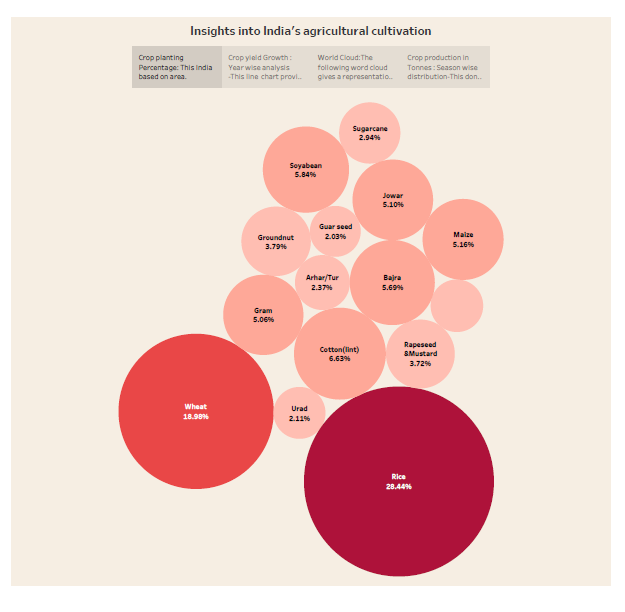 Insights into India's agricultural cultivation
Crop planting
Percentage: This India
based on area.
Crop yield Growth :
Year wise analysis
-This line chart provi..
World Cloud:The
following word cloud
gives a representatio..
Crop production in
Tonnes : Season wise
distribution-This don..
Sugarcane
2.94%
Soyabean
5.84%
Jowar
5.10%
Guar seed
2.03%
Groundnut
3.79%
Maize
5.16%
Arhar/Tur
2.37%
Bajra
5.69%
Gram
5.06%
Cotton(lint)
6.63%
Rapeseed
&Mustard
3.72%
Wheat
18.98%
Urad
2.11%
Rice
28.44%